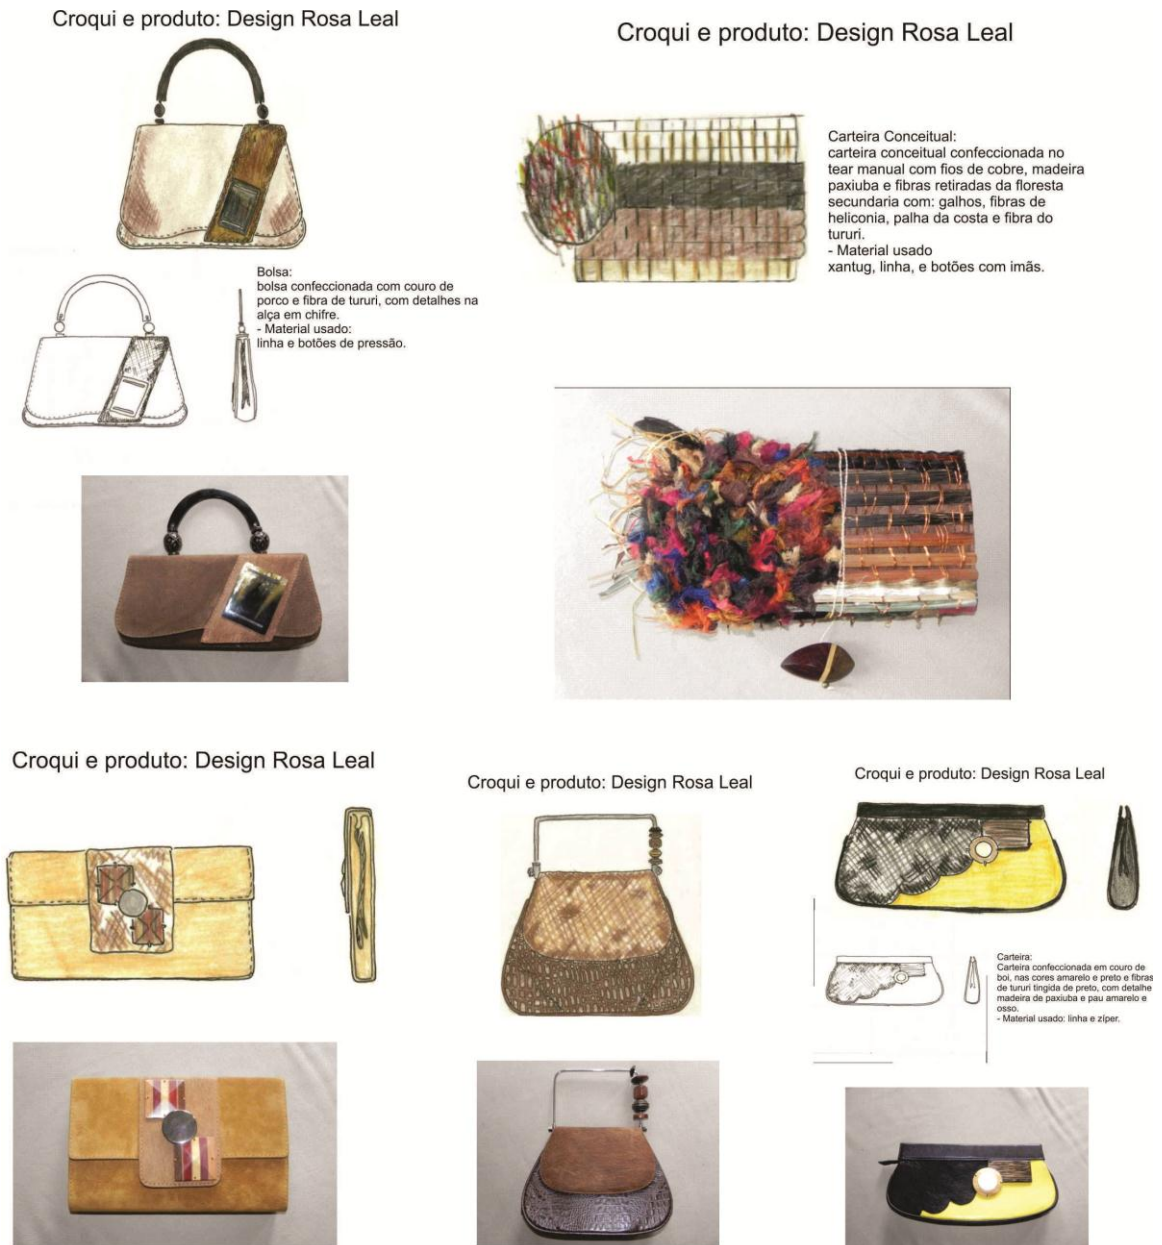 Croqui e produto: Design Rosa Leal
Bolsa:
bolsa confeccionada com couro de
porco e fibra de tururi, com detalhes na
alça em chifre.
- Material usado:
linha e botões de pressão.
Croqui e produto: Design Rosa Leal
Carteira Conceitual:
carteira conceitual confeccionada no
tear manual com fios de cobre, madeira
paxiuba e fibras retiradas da floresta
secundaria com: galhos, fibras de
heliconia, palha da costa e fibra do
tururi.
- Material usado
xantug, linha, e botões com imãs.
Croqui e produto: Design Rosa Leal
Croqui e produto: Design Rosa Leal
Croqui e produto: Design Rosa Leal
Carteira:
Carteira confeccionada em couro de
boi, nas cores amarelo e preto e fibras
de tururi tingida de preto, com detalhe
madeira de paxiuba e pau amarelo e
osso.
- Material usado: linha e zíper.